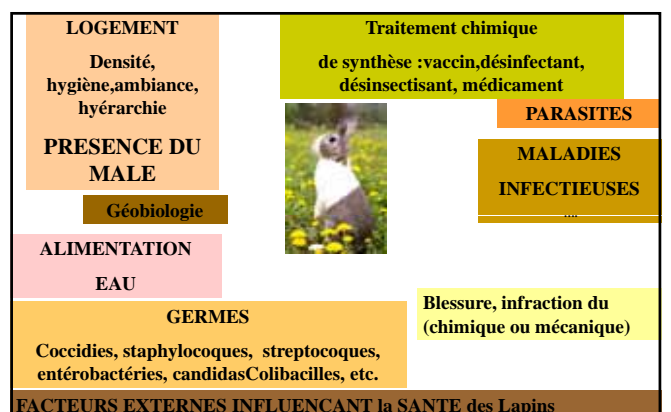 LOGEMENT
Densité,
hygiène,ambiance,
hyérarchie
PRESENCE DU
MALE
Géobiologie
ALIMENTATION
EAU
Traitement chimique
de synthèse :vaccin,désinfectant,
désinsectisant, médicament
PARASITES
MALADIES
INFECTIEUSES
....
Blessure, infraction du
(chimique ou mécanique)
GERMES
Coccidies, staphylocoques, streptocoques,
entérobactéries, candidasColibacilles, etc.
FACTEURS EXTERNES INFLUENCANT la SANTE des Lapins